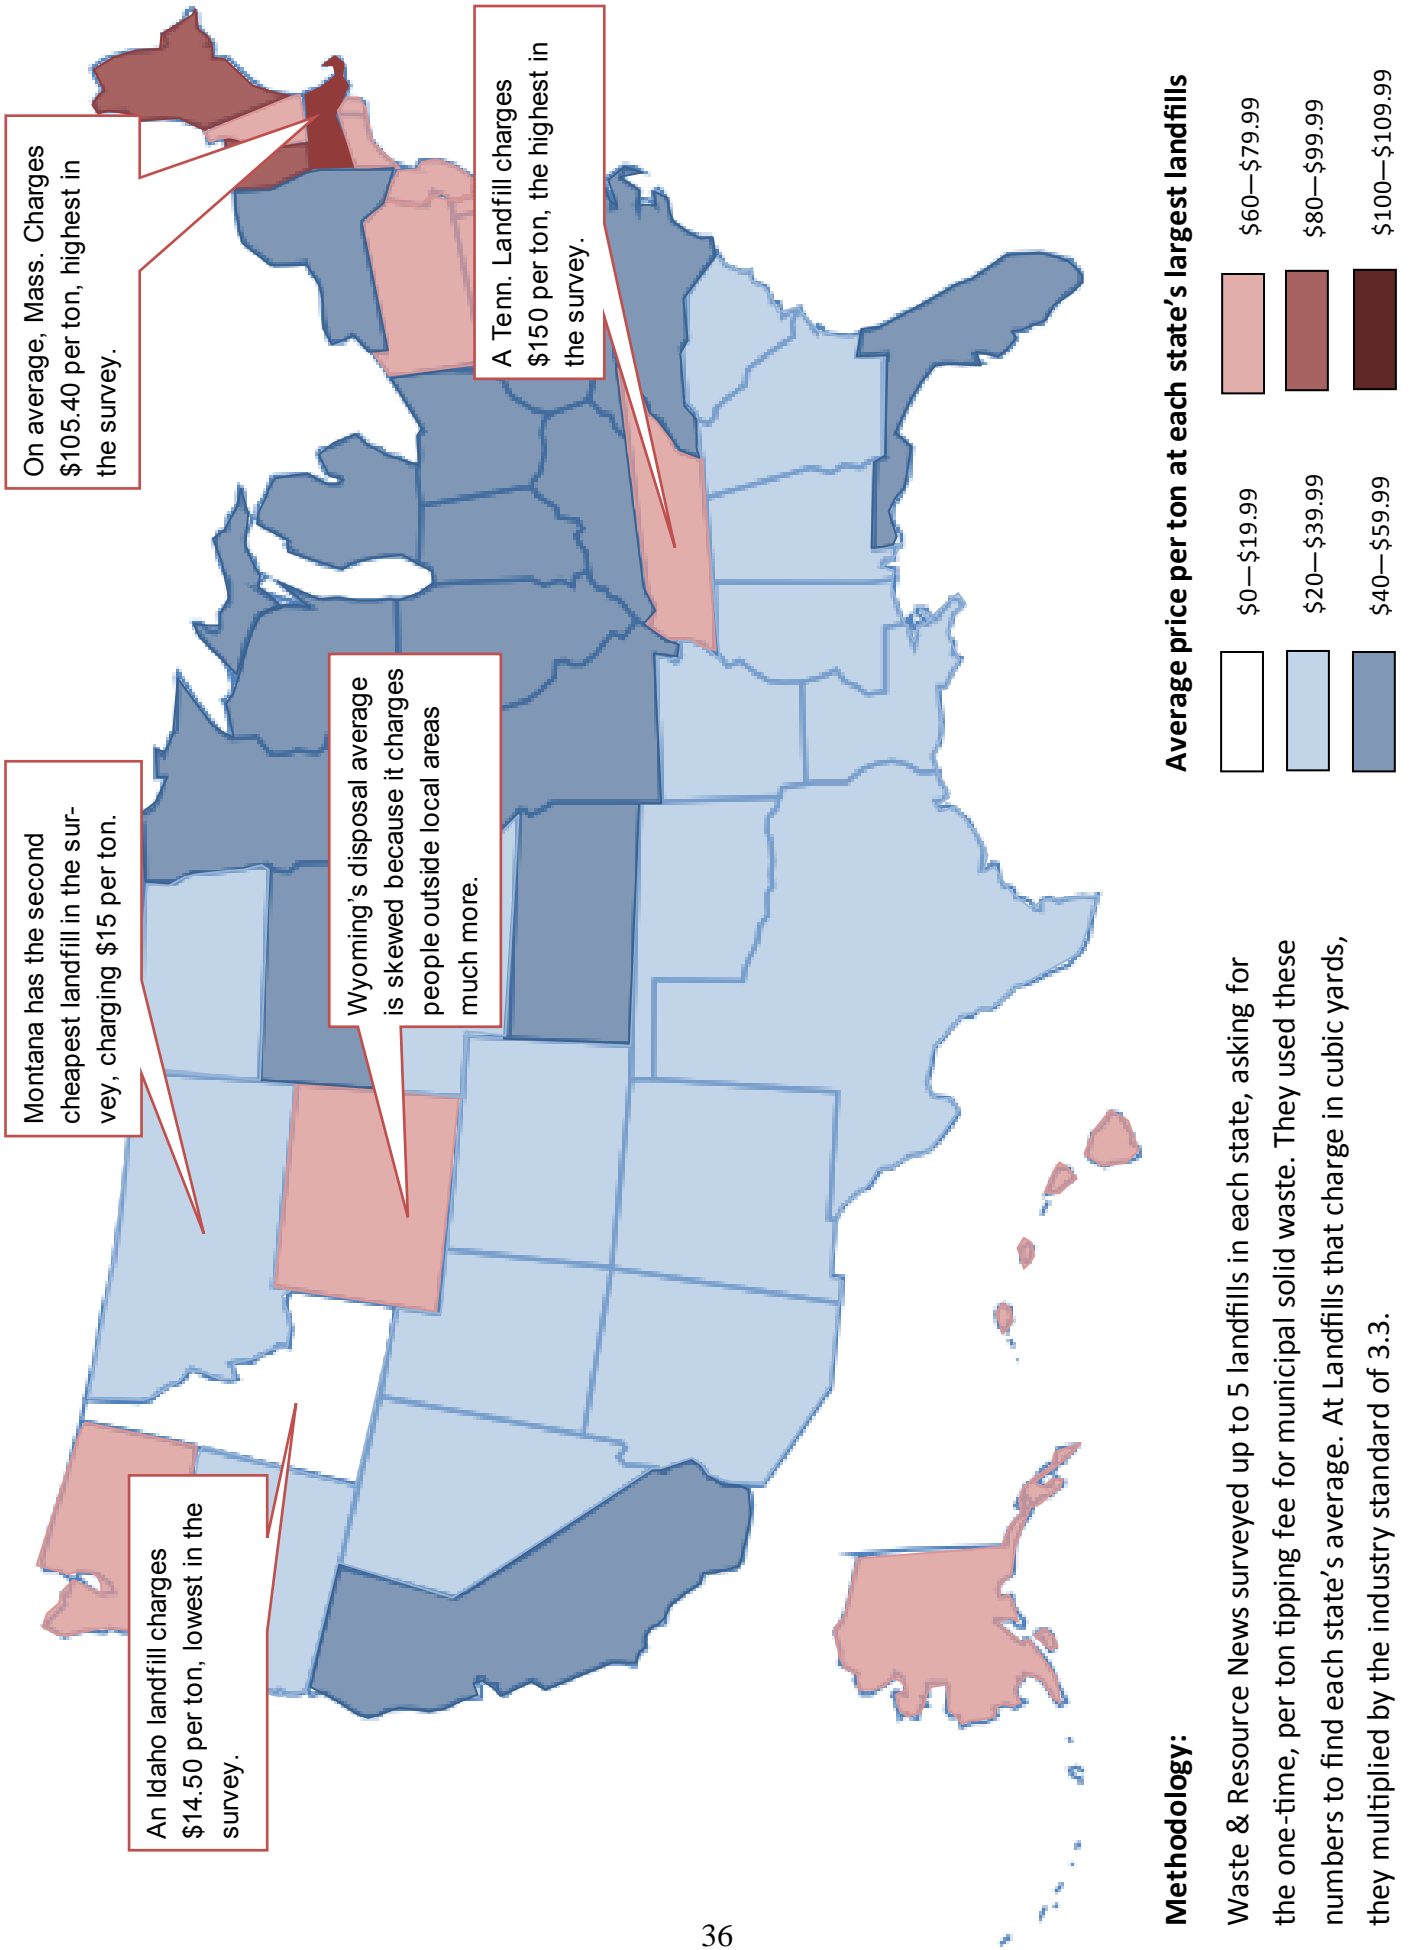 On average, Mass. Charges
$105.40 per ton, highest in
the survey.
Montana has the second
cheapest landfill in the sur-
vey, charging $15 per ton.
An Idaho landfill charges
$14.50 per ton, lowest in the
survey.
Wyoming’s disposal average
is skewed because it charges
people outside local areas
much more.
A Tenn. Landfill charges
$150 per ton, the highest in
the survey.
Methodology:
Waste & Resource News surveyed up to 5 landfills in each state, asking for
the one-time, per ton tipping fee for municipal solid waste. They used these
numbers to find each state’s average. At Landfills that charge in cubic yards,
they multiplied by the industry standard of 3.3.
Average price per ton at each state’s largest landfills
$0—$19.99
$20—$39.99
$40—$59.99
$60—$79.99
$80—$99.99
$100—$109.99
36